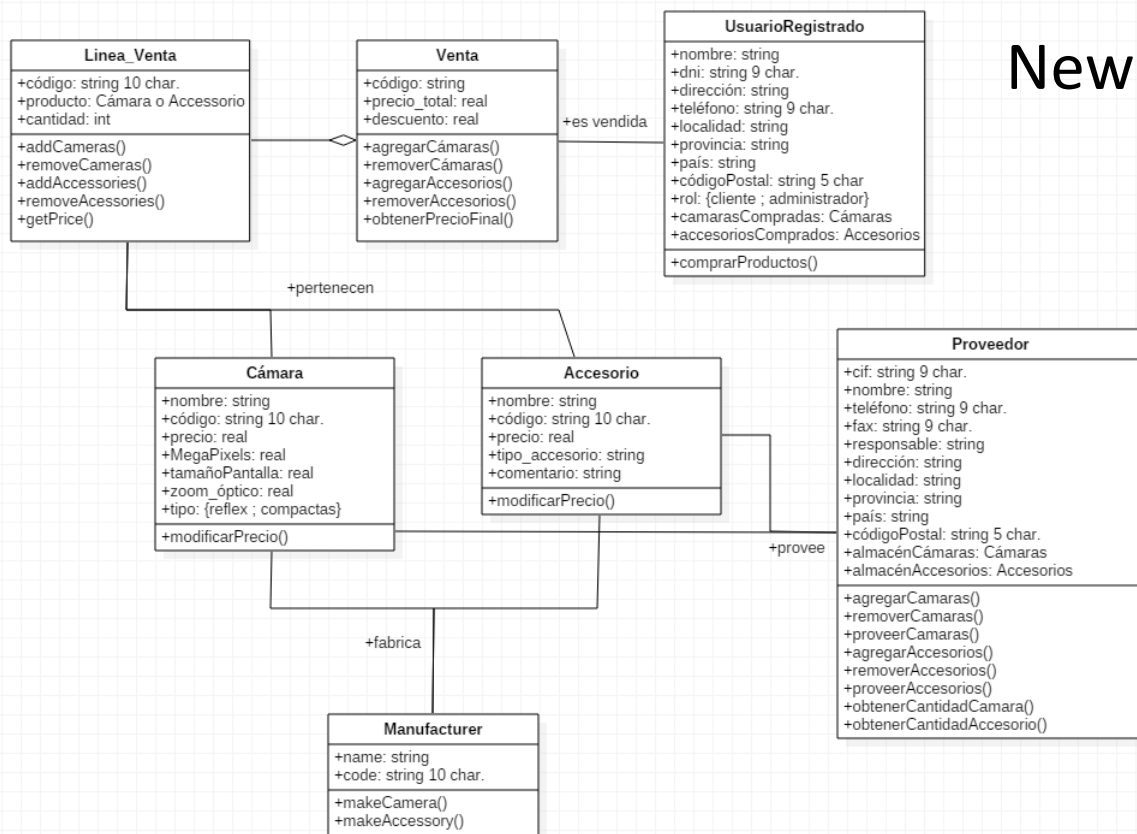 New
Linea_Venta
+código: string 10 char.
+producto: Cámara o Accessorio
+cantidad: int
+addCameras()
+removeCameras()
+addAccessories()
+removeAcessories()
+getPrice()
Venta
+código: string
+precio_total: real
+descuento: real
+agregarCámaras()
+removerCámaras()
+agregarAccesorios()
+removerAccesorios()
+obtenerPrecioFinal()
+es vendida
UsuarioRegistrado
+nombre: string
+dni: string 9 char.
+dirección: string
+teléfono: string 9 char.
+localidad: string
+provincia: string
+país: string
+códigoPostal: string 5 char
+rol: {cliente ; administrador}
+camarasCompradas: Cámaras
+accesoriosComprados: Accesorios
+comprarProductos()
+pertenecen
Cámara
+nombre: string
+código: string 10 char.
+precio: real
+MegaPixels: real
+tamañoPantalla: real
+zoom_óptico: real
+tipo: {reflex ; compactas}
+modificarPrecio()
Accesorio
+nombre: string
+código: string 10 char.
+precio: real
+tipo_accesorio: string
+comentario: string
+modificarPrecio()
+provee
Proveedor
+cif: string 9 char.
+nombre: string
+teléfono: string 9 char.
+fax: string 9 char.
+responsable: string
+dirección: string
+localidad: string
+provincia: string
+país: string
+códigoPostal: string 5 char.
+almacénCámaras: Cámaras
+almacénAccesorios: Accesorios
+agregarCamaras()
+removerCamaras()
+proveerCamaras()
+agregarAccesorios()
+removerAccesorios()
+proveerAccesorios()
+obtenerCantidadCamara()
+obtenerCantidadAccesorio()
+fabrica
Manufacturer
+name: string
+code: string 10 char.
+makeCamera()
+makeAccessory()